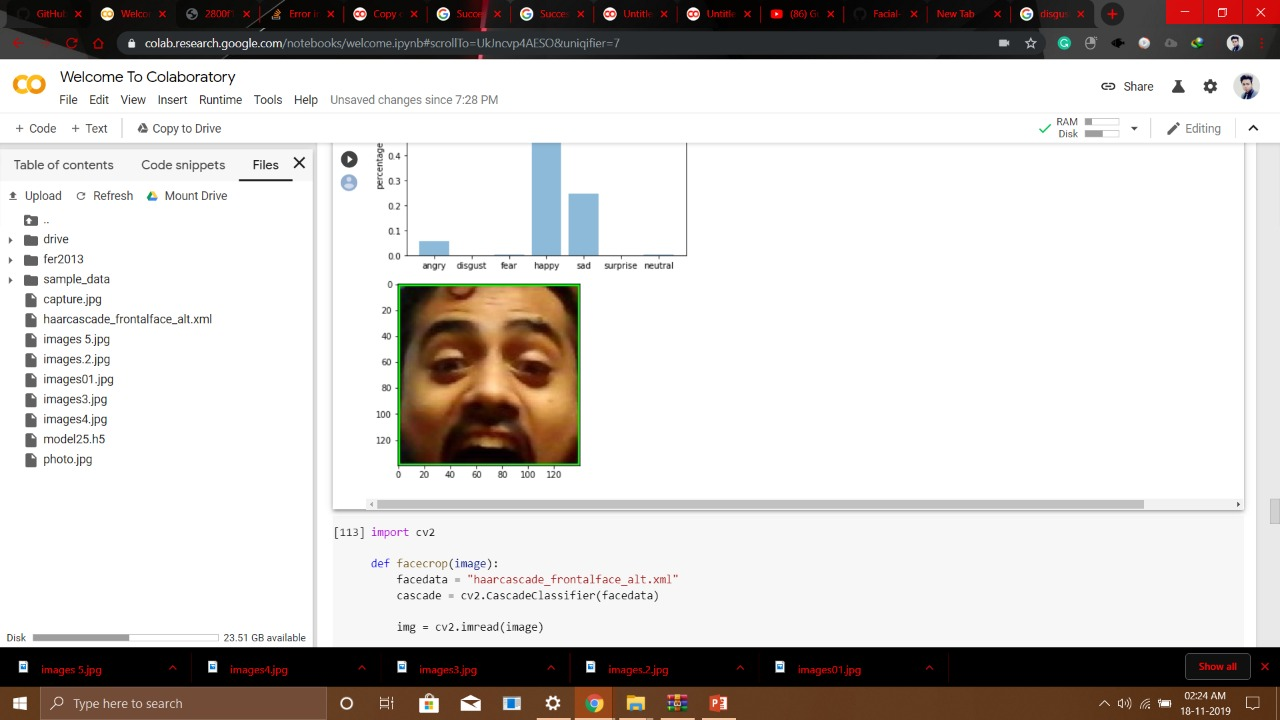 GitHub
Welco
2800f
Error in
Copy o
Succe
Succes
Untitle
Untitle
(86) G
Facial-
New Tab
disgus
colab.research.google.com/notebooks/welcome.ipynb#scrollTo=UkJncvp4AESO&uniqifier=7
Welcome To Colaboratory
File Edit View Insert Runtime Tools Help Unsaved changes since 7:28 PM
Share
+ Code + Text Copy to Drive
RAM
Disk
Editing
Table of contents Code snippets Files
Upload Refresh Mount Drive
..
drive
fer2013
sample_data
capture.jpg
haarcascade_frontalface_alt.xml
images 5.jpg
images.2.jpg
images01.jpg
images3.jpg
images4.jpg
model25.h5
photo.jpg
Disk 23.51 GB available
percentage
0.4
0.3
0.2
0.1
0.0
angry disgust fear happy sad surprise neutral
0
20
40
60
80
100
120
0 20 40 60 80 100 120
[113] import cv2
def facecrop(image):
facedata = "haarcascade_frontalface_alt.xml"
cascade = cv2.CascadeClassifier(facedata)
img = cv2.imread(image)
images 5.jpg images4.jpg images3.jpg images.2.jpg images01.jpg Show all
Type here to search
02:24 AM
18-11-2019